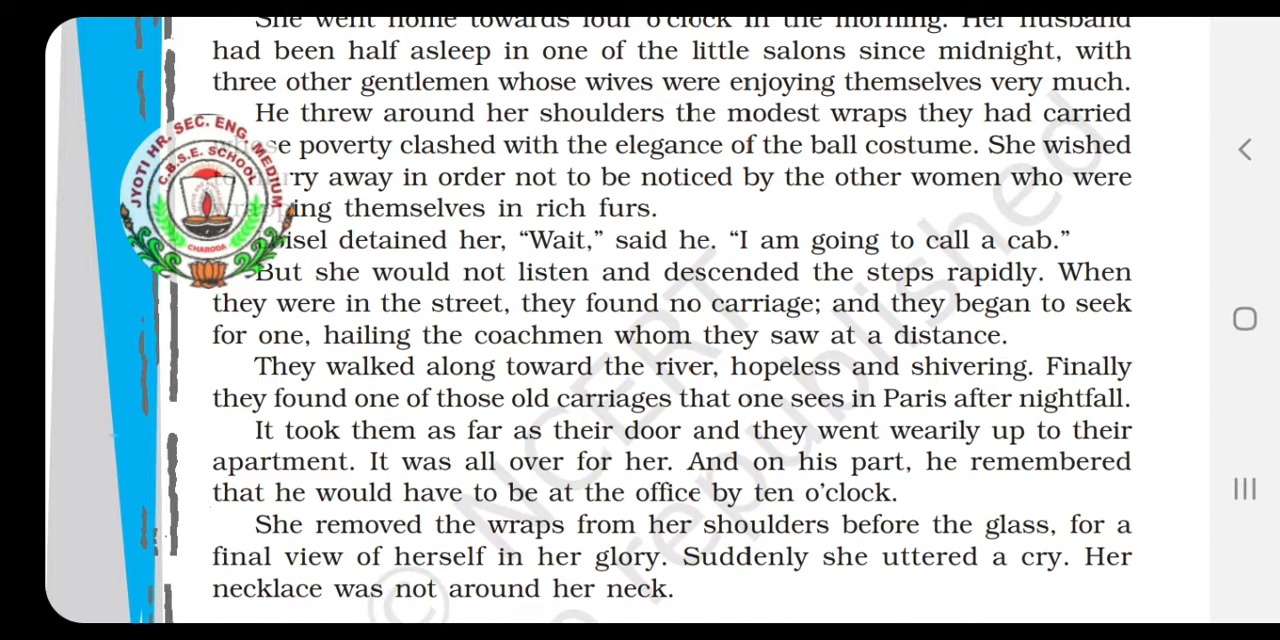 She went home towards four o'clock in the morning. Her husband
had been half asleep in one of the little salons since midnight, with
three other gentlemen whose wives were enjoying themselves very much.
He threw around her shoulders the modest wraps they had carried
poverty clashed with the elegance of the ball costume. She wished
away in order not to be noticed by the other women who were
themselves in rich furs.
detained her, “Wait,” said he. “I am going to call a cab.”
But she would not listen and descended the steps rapidly. When
they were in the street, they found no carriage; and they began to seek
for one, hailing the coachmen whom they saw at a distance.
They walked along toward the river, hopeless and shivering. Finally
they found one of those old carriages that one sees in Paris after nightfall.
It took them as far as their door and they went wearily up to their
apartment. It was all over for her. And on his part, he remembered
that he would have to be at the office by ten o’clock.
She removed the wraps from her shoulders before the glass, for a
final view of herself in her glory. Suddenly she uttered a cry. Her
necklace was not around her neck.
JYOTI HR. SEC. ENG. MEDIUM
C.B.S.E. SCHOOL
CHARODA
© NCERT
republished